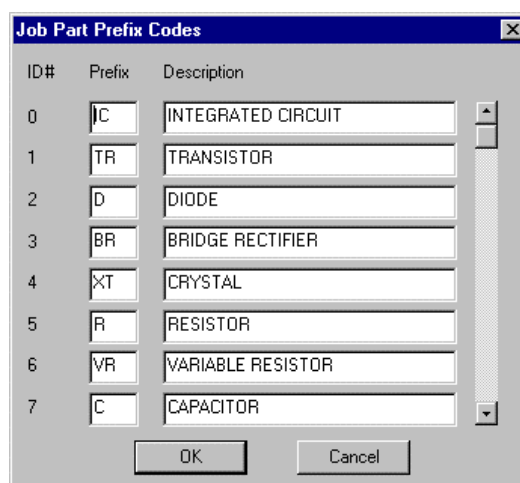 Job Part Prefix Codes
ID# Prefix Description
0 IC INTEGRATED CIRCUIT
1 TR TRANSISTOR
2 D DIODE
3 BR BRIDGE RECTIFIER
4 XT CRYSTAL
5 R RESISTOR
6 VR VARIABLE RESISTOR
7 C CAPACITOR
OK Cancel